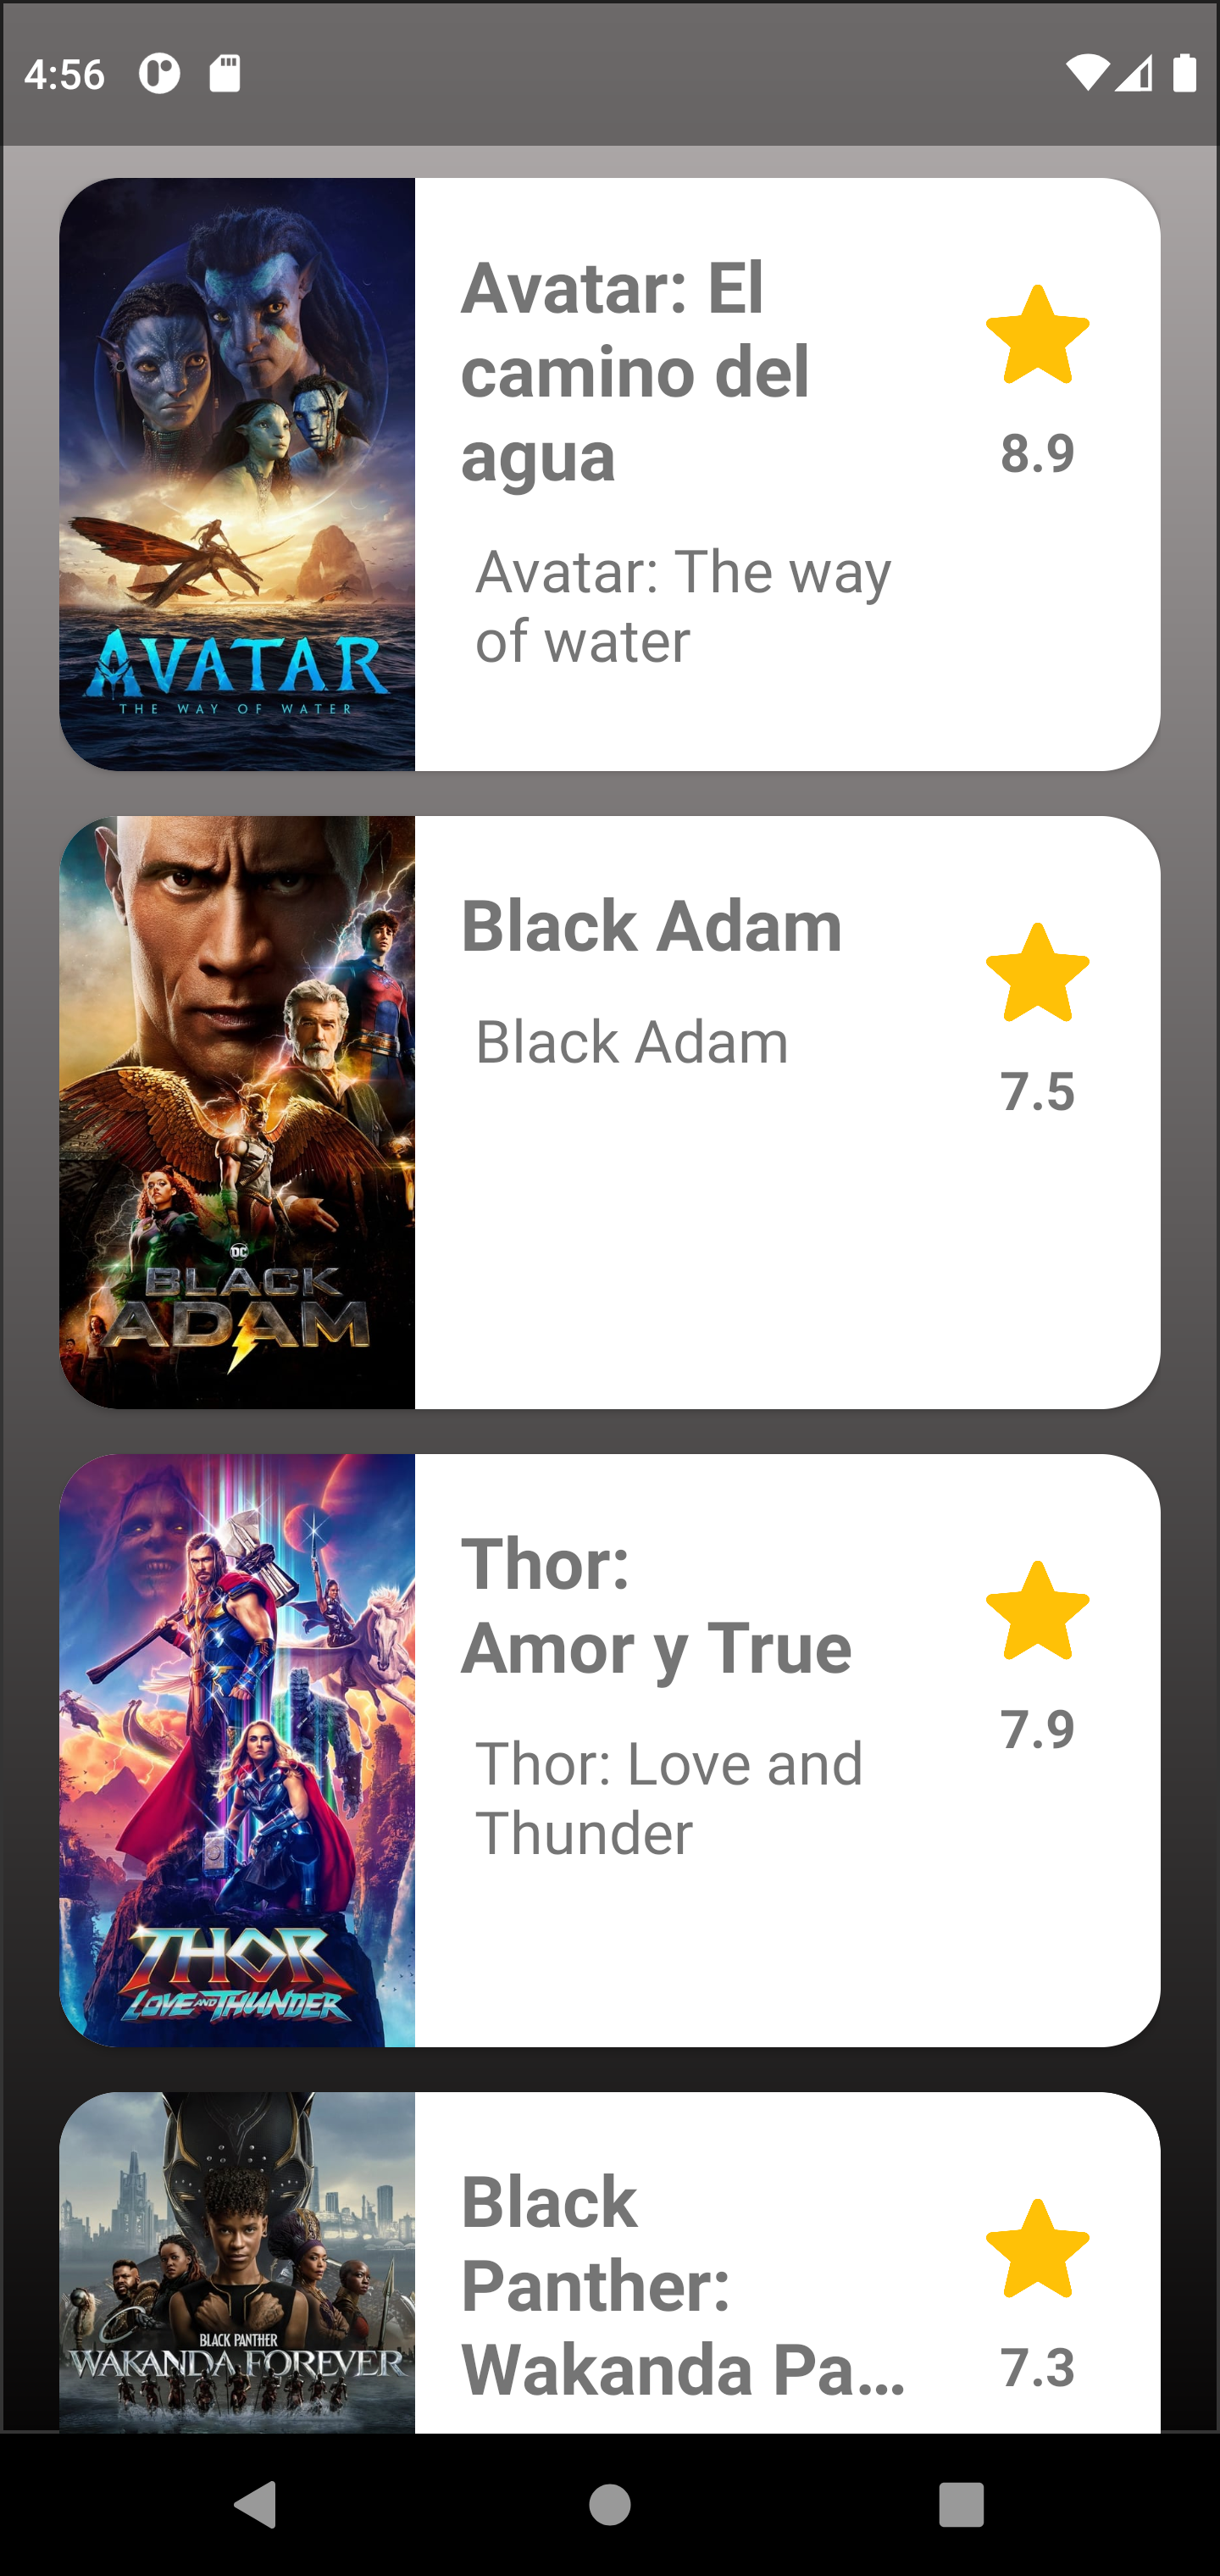 4:56
AVATAR
THE WAY OF WATER
Avatar: El
camino del
agua
8.9
Avatar: The way
of water
DC
BLACK
ADAM
Black Adam
Black Adam
7.5
THOR
LOVE AND THUNDER
Thor:
Amor y True
7.9
Thor: Love and
Thunder
BLACK PANTHER
WAKANDA FOREVER
Black
Panther:
Wakanda Pa...
7.3